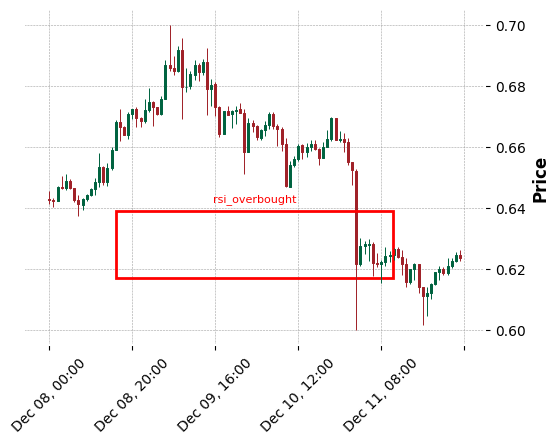 0.70
0.68
0.66
rsi_overbought
0.64
0.62
0.60
Price
Dec 08, 00:00
Dec 08, 20:00
Dec 09, 16:00
Dec 10, 12:00
Dec 11, 08:00